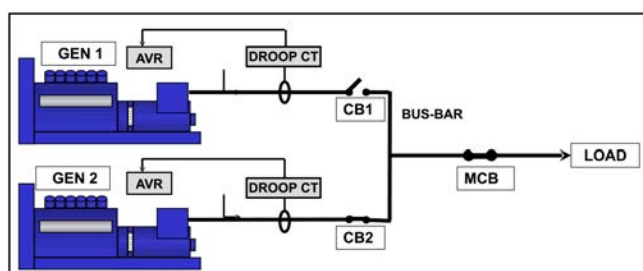 GEN 1
AVR
DROOP CT
CB1
BUS-BAR
MCB
LOAD
GEN 2
AVR
DROOP CT
CB2